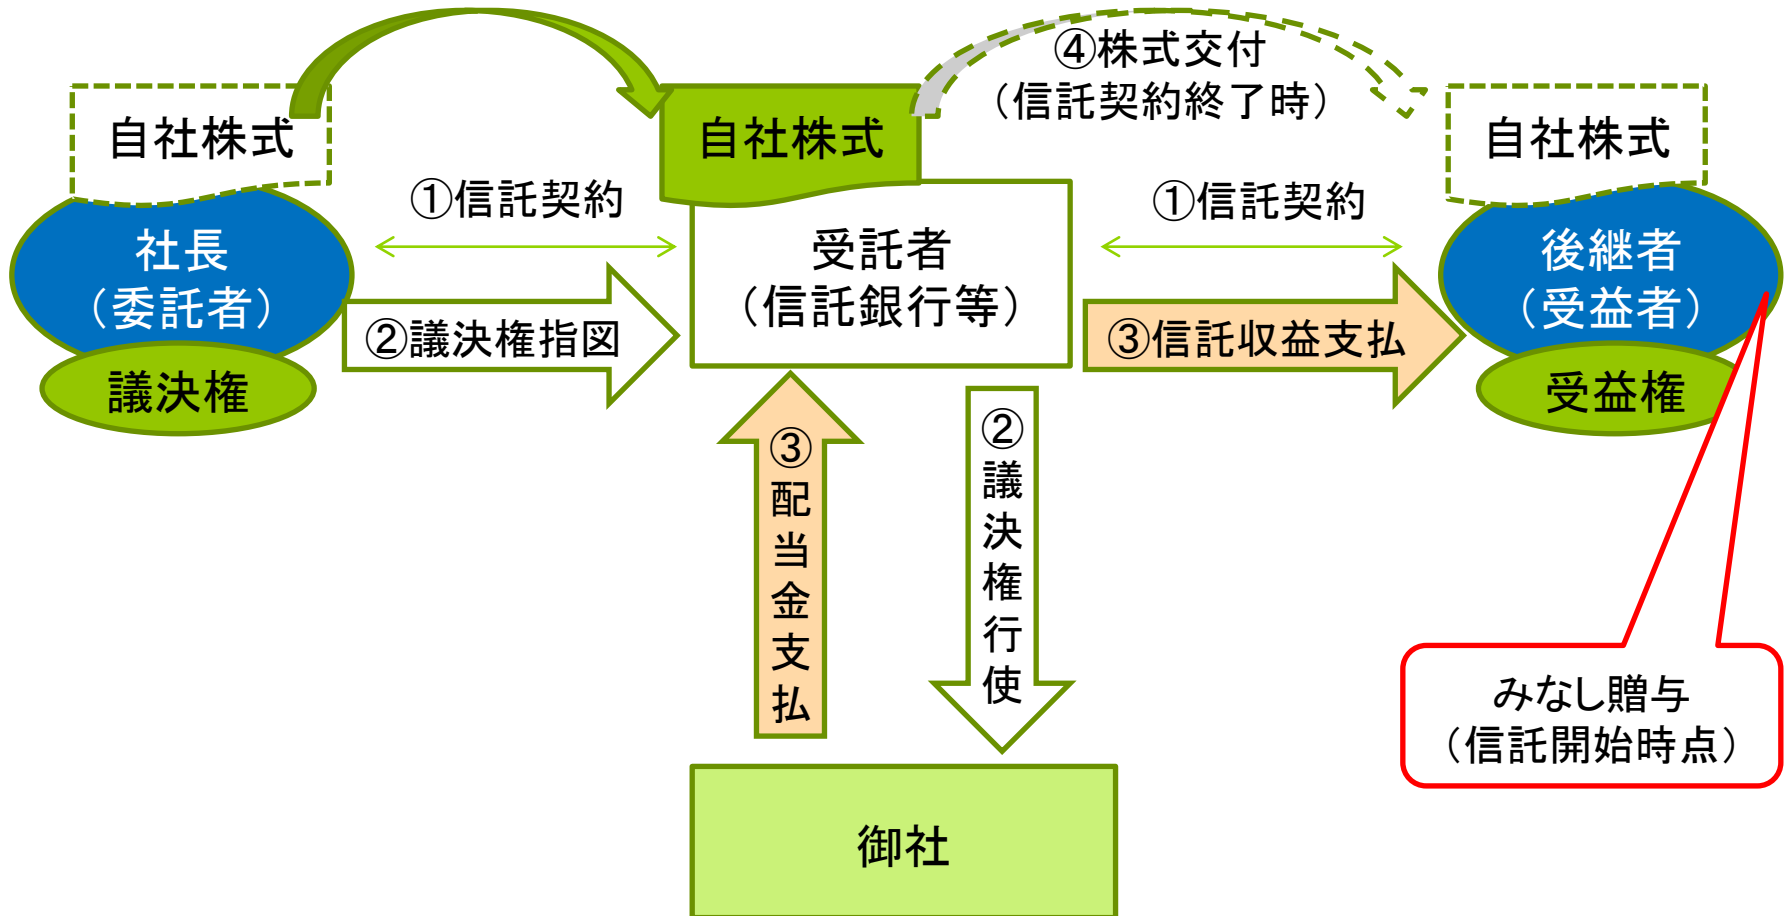 ④株式交付
（信託契約終了時）
自社株式
自社株式
自社株式
①信託契約
①信託契約
社長
（委託者）
受託者
（信託銀行等）
後継者
（受益者）
②議決権指図
③信託収益支払
議決権
受益権
③配当金支払
②議決権行使
みなし贈与
（信託開始時点）
御社